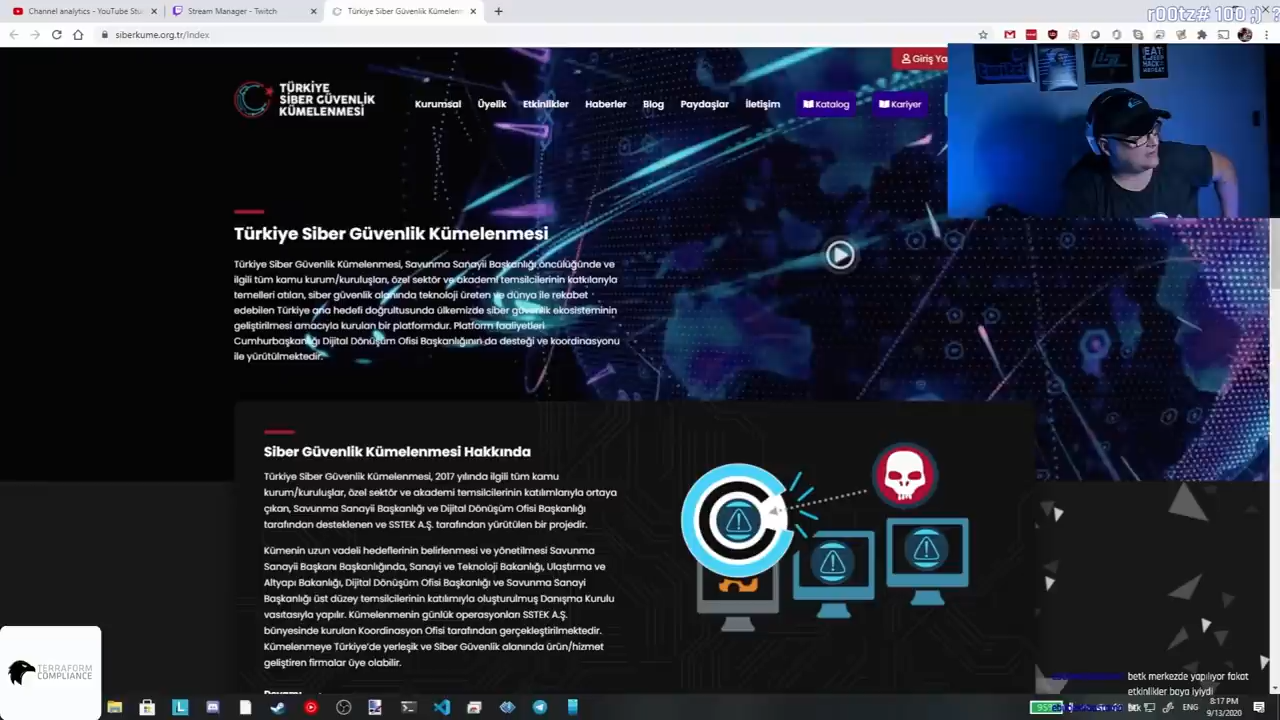 Channel analytics - YouTube Stu
Stream Manager - Twitch
Türkiye Siber Güvenlik Kümelenm
r00tz# 100 ;)
siberkume.org.tr/Index
Giriş Ya
TÜRKİYE
SİBER GÜVENLİK
KÜMELENMESİ
Kurumsal
Üyelik
Etkinlikler
Haberler
Blog
Paydaşlar
İletişim
Katalog
Kariyer
EAT
SLEEP
HACK
REPEAT
Türkiye Siber Güvenlik Kümelenmesi
Türkiye Siber Güvenlik Kümelenmesi, Savunma Sanayii Başkanlığı öncülüğünde ve
ilgili tüm kamu kurum/kuruluşları, özel sektör ve akademi temsilcilerinin katkılarıyla
temelleri atılan, siber güvenlik alanında teknoloji üreten ve dünya ile rekabet
edebilen Türkiye ana hedefi doğrultusunda ülkemizde siber güvenlik ekosisteminin
geliştirilmesi amacıyla kurulan bir platformdur. Platform faaliyetleri
Cumhurbaşkanlığı Dijital Dönüşüm Ofisi Başkanlığının da desteği ve koordinasyonu
ile yürütülmektedir.
Siber Güvenlik Kümelenmesi Hakkında
Türkiye Siber Güvenlik Kümelenmesi, 2017 yılında ilgili tüm kamu
kurum/kuruluşlar, özel sektör ve akademi temsilcilerinin katılımlarıyla ortaya
çıkan, Savunma Sanayii Başkanlığı ve Dijital Dönüşüm Ofisi Başkanlığı
tarafından desteklenen ve SSTEK A.Ş. tarafından yürütülen bir projedir.
Kümenin uzun vadeli hedeflerinin belirlenmesi ve yönetilmesi Savunma
Sanayii Başkanı Başkanlığında, Sanayi ve Teknoloji Bakanlığı, Ulaştırma ve
Altyapı Bakanlığı, Dijital Dönüşüm Ofisi Başkanlığı ve Savunma Sanayi
Başkanlığı üst düzey temsilcilerinin katılımıyla oluşturulmuş Danışma Kurulu
vasıtasıyla yapılır. Kümelenmenin günlük operasyonları SSTEK A.Ş.
bünyesinde kurulan Koordinasyon Ofisi tarafından gerçekleştirilmektedir.
Kümelenmeye Türkiye'de yerleşik ve Siber Güvenlik alanında ürün/hizmet
geliştiren firmalar üye olabilir.
Devamı
TERRAFORM
COMPLIANCE
betk merkezde yapılıyor fakat
etkinlikler baya iyiydi
btk
95%
ENG
8:17 PM
9/13/2020